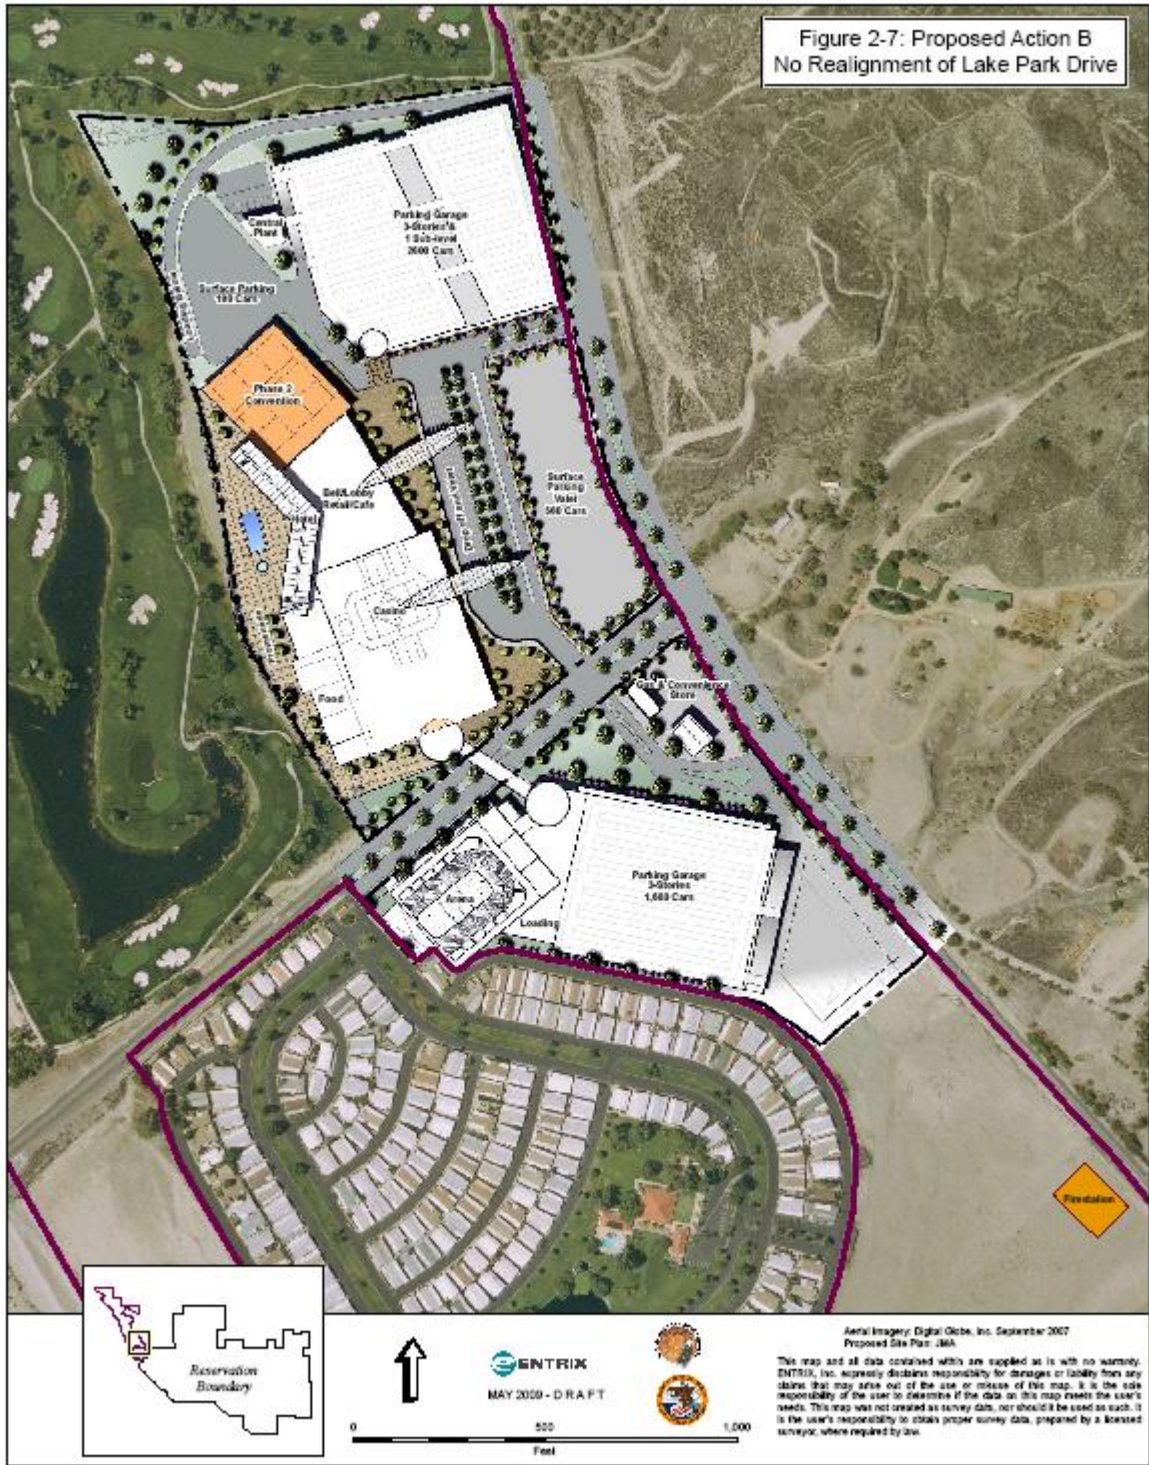 Figure 2-7: Proposed Action B
No Realignment of Lake Park Drive
Parking Garage
3-Stories &
1 Sub-level
2600 Cars
Central
Plant
Surface Parking
100 Cars
Phase 2
Convention
Bell/Lobby
Retail/Cafe
Hotel
Surface
Parking
Valet
500 Cars
Casino
Food
Gas & Convenience
Store
Parking Garage
3-Stories
Cars
Arena
Loading
Firestation
Reservation
Boundary
ENTRIX
MAY 2009 - DRAFT
0 500 1,000
Feet
Aerial Imagery: Digital Globe, Inc. September 2007
Proposed Site Plan: JMA
This map and all data contained within are supplied as is with no warranty.
ENTRIX, Inc. expressly disclaims responsibility for damages or liability from any
claims that may arise out of the use or misuse of this map. It is the sole
responsibility of the user to determine if the data on this map meets the user's
needs. This map was not created as survey data, nor should it be used as such. It
is the user's responsibility to obtain proper survey data, prepared by a licensed
surveyor, where required by law.